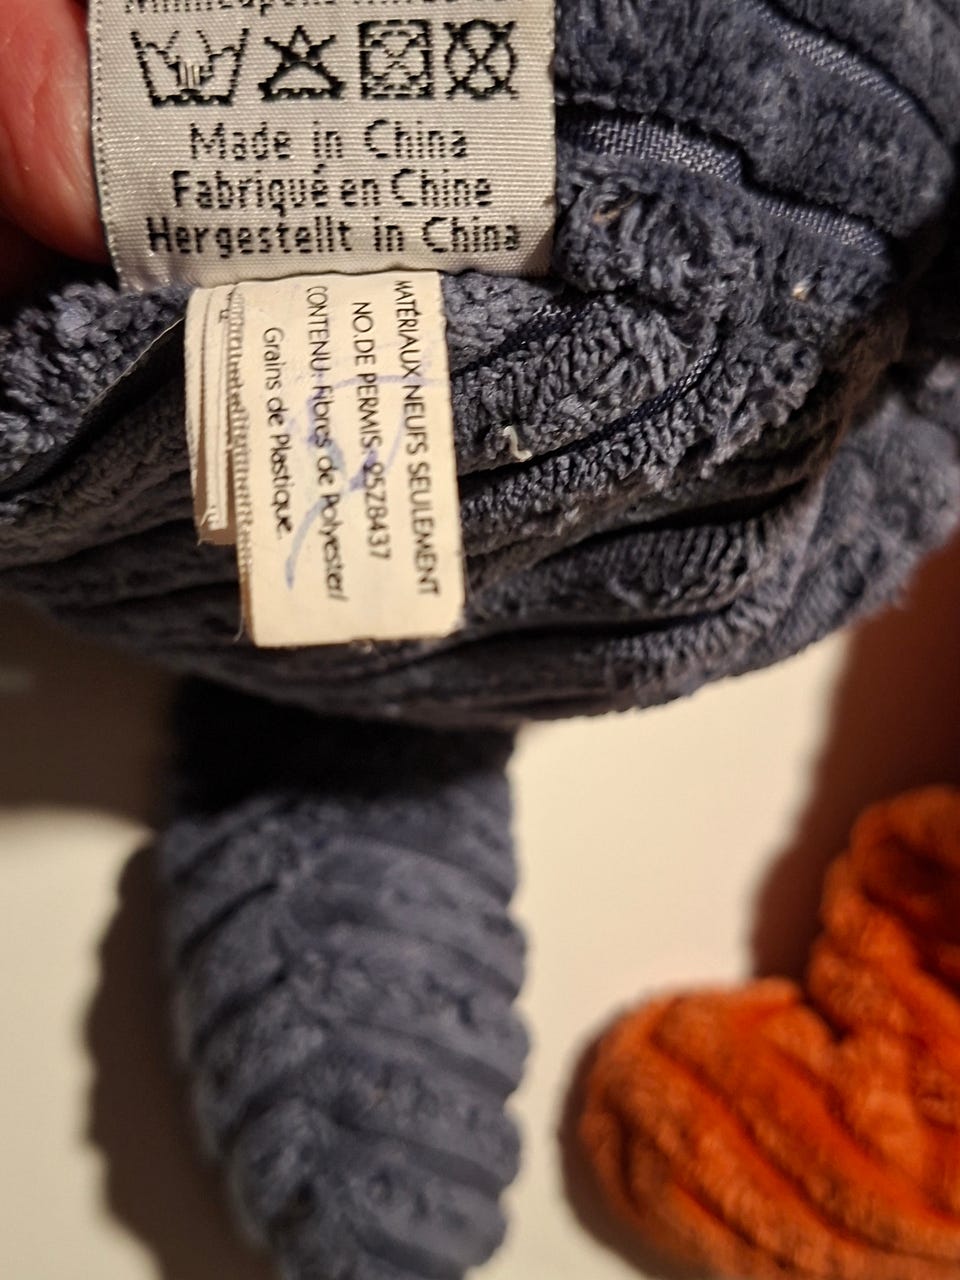 Made in China
Fabriqué en Chine
Hergestellt in China
MATÉRIAUX NEUFS SEULEMENT
NO.DE PERMIS: 95ZB437
CONTENU: Fibres de Polyester/
Grains de Plastique.